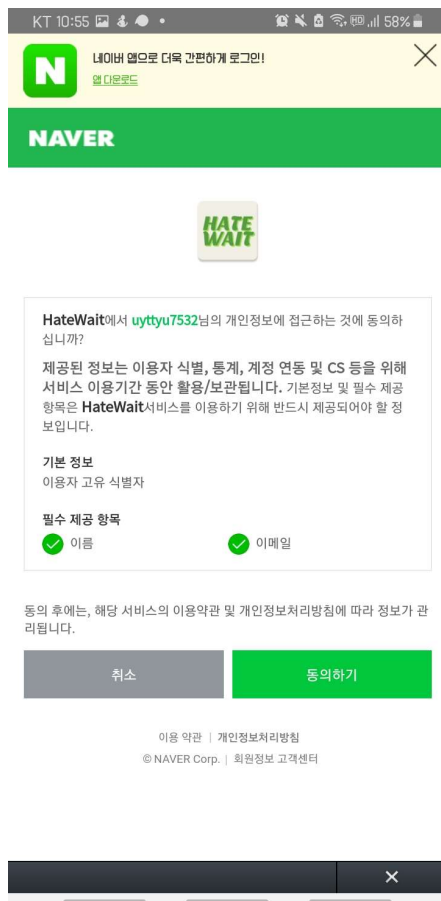 KT 10:55
58%
네이버 앱으로 더욱 간편하게 로그인!
앱 다운로드
N
NAVER
HATE
WAIT
HateWait에서 uyttyu7532님의 개인정보에 접근하는 것에 동의하
십니까?
제공된 정보는 이용자 식별, 통계, 계정 연동 및 CS 등을 위해
서비스 이용기간 동안 활용/보관됩니다. 기본정보 및 필수 제공
항목은 HateWait서비스를 이용하기 위해 반드시 제공되어야 할 정
보입니다.
기본 정보
이용자 고유 식별자
필수 제공 항목
이름
이메일
동의 후에는, 해당 서비스의 이용약관 및 개인정보처리방침에 따라 정보가 관
리됩니다.
취소
동의하기
이용 약관 | 개인정보처리방침
© NAVER Corp. | 회원정보 고객센터